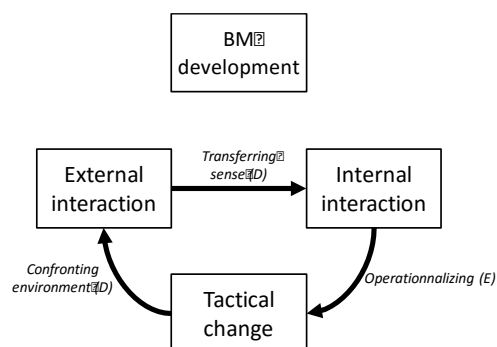 BM
development
Transferring
sense (D)
External
interaction
Internal
interaction
Confronting
environment (D)
Operationnalizing (E)
Tactical
change